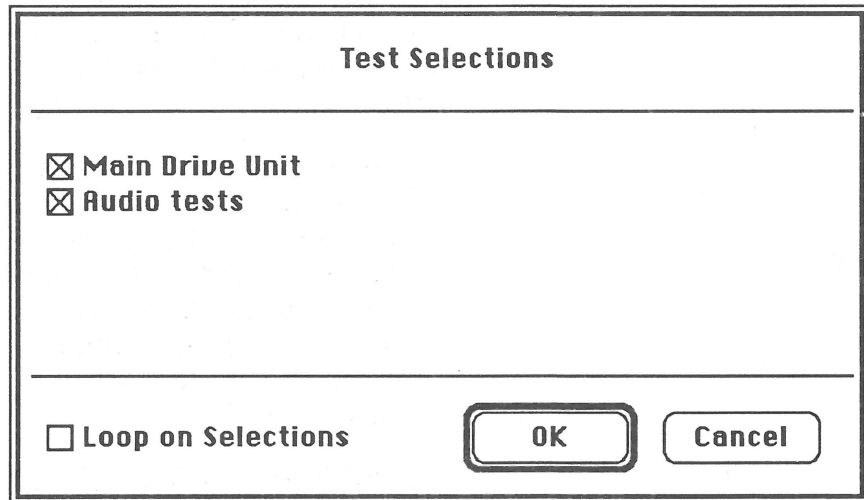 Test Selections
Main Drive Unit
Audio tests
Loop on Selections
OK
Cancel